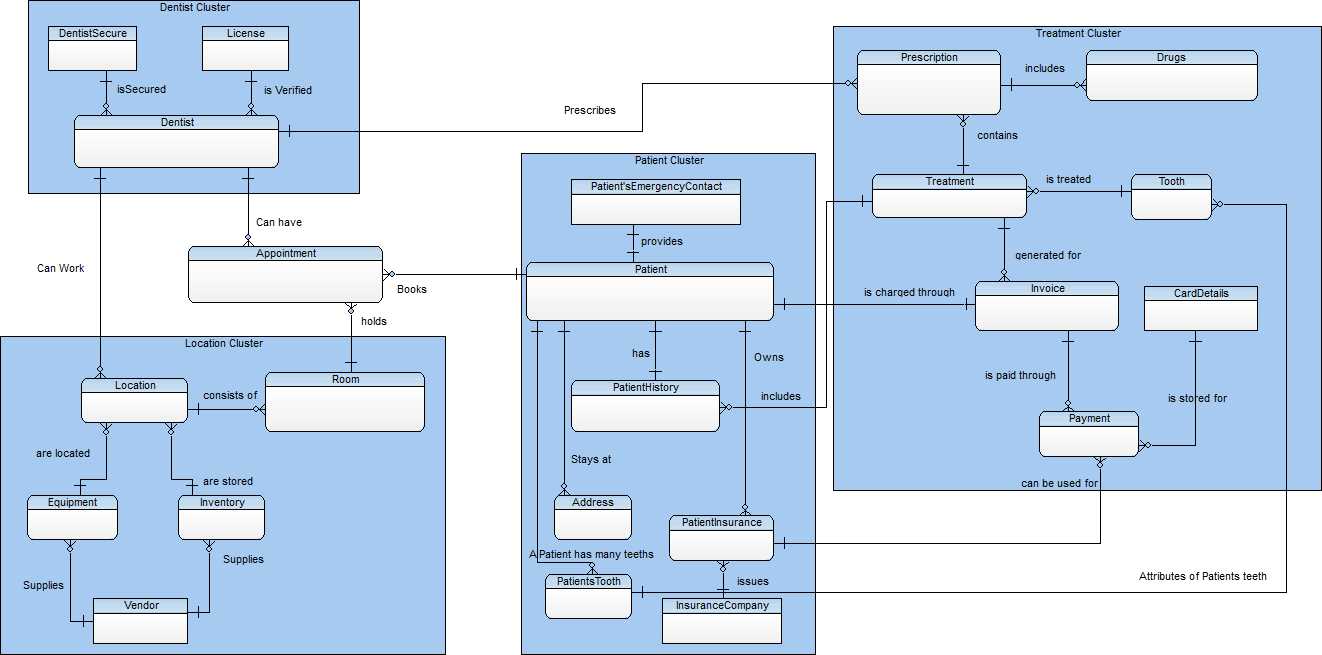 Dentist Cluster
DentistSecure
License
isSecured
is Verified
Dentist
Prescribes
Can have
Can Work
Appointment
Books
holds
Location Cluster
Location
Room
consists of
are located
are stored
Equipment
Inventory
Supplies
Supplies
Vendor
Patient Cluster
Patient'sEmergencyContact
provides
Patient
has
Owns
PatientHistory
includes
Stays at
Address
PatientInsurance
A Patient has many teeths
PatientsTooth
issues
InsuranceCompany
Treatment Cluster
Prescription
includes
Drugs
contains
Treatment
is treated
Tooth
generated for
is charged through
Invoice
CardDetails
is paid through
is stored for
Payment
can be used for
Attributes of Patients teeth